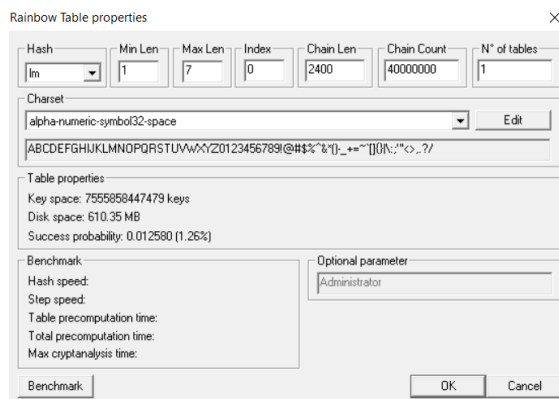 Rainbow Table properties
Hash Min Len Max Len Index Chain Len Chain Count N° of tables
lm 1 7 0 2400 40000000 1
Charset
alpha-numeric-symbol32-space Edit
ABCDEFGHIJKLMNOPQRSTUVWXYZ0123456789!@#$%^&*()-_+=~`[]{}|\:;"'<>,.?/
Table properties
Key space: 7555858447479 keys
Disk space: 610.35 MB
Success probability: 0.012580 (1.26%)
Benchmark Optional parameter
Hash speed: Administrator
Step speed:
Table precomputation time:
Total precomputation time:
Max cryptanalysis time:
Benchmark OK Cancel